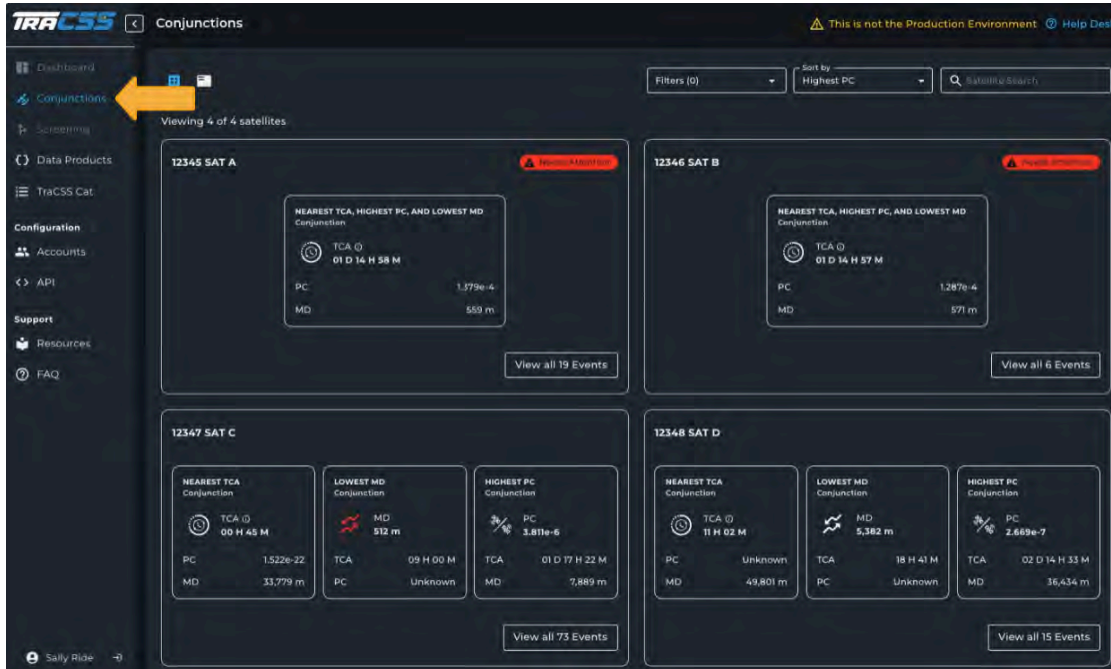 TRACSS
Conjunctions
This is not the Production Environment
Help Des
Dashboard
Conjunctions
Screening
Data Products
TraCSS Cat
Configuration
Accounts
API
Support
Resources
FAQ
Sally Ride
Filters (0)
Sort by
Highest PC
Satellite Search
Viewing 4 of 4 satellites
12345 SAT A
Needs Attention
NEAREST TCA, HIGHEST PC, AND LOWEST MD
Conjunction
TCA
01 D 14 H 58 M
PC 1.379e-4
MD 559 m
View all 19 Events
12346 SAT B
Needs Attention
NEAREST TCA, HIGHEST PC, AND LOWEST MD
Conjunction
TCA
01 D 14 H 57 M
PC 1.287e-4
MD 571 m
View all 6 Events
12347 SAT C
NEAREST TCA
Conjunction
TCA
00 H 45 M
PC 1.522e-22
MD 33,779 m
LOWEST MD
Conjunction
MD
512 m
TCA 09 H 00 M
PC Unknown
HIGHEST PC
Conjunction
PC
3.811e-6
TCA 01 D 17 H 22 M
MD 7,889 m
View all 73 Events
12348 SAT D
NEAREST TCA
Conjunction
TCA
11 H 02 M
PC Unknown
MD 49,801 m
LOWEST MD
Conjunction
MD
5,382 m
TCA 18 H 41 M
PC Unknown
HIGHEST PC
Conjunction
PC
2.669e-7
TCA 02 D 14 H 33 M
MD 36,434 m
View all 15 Events